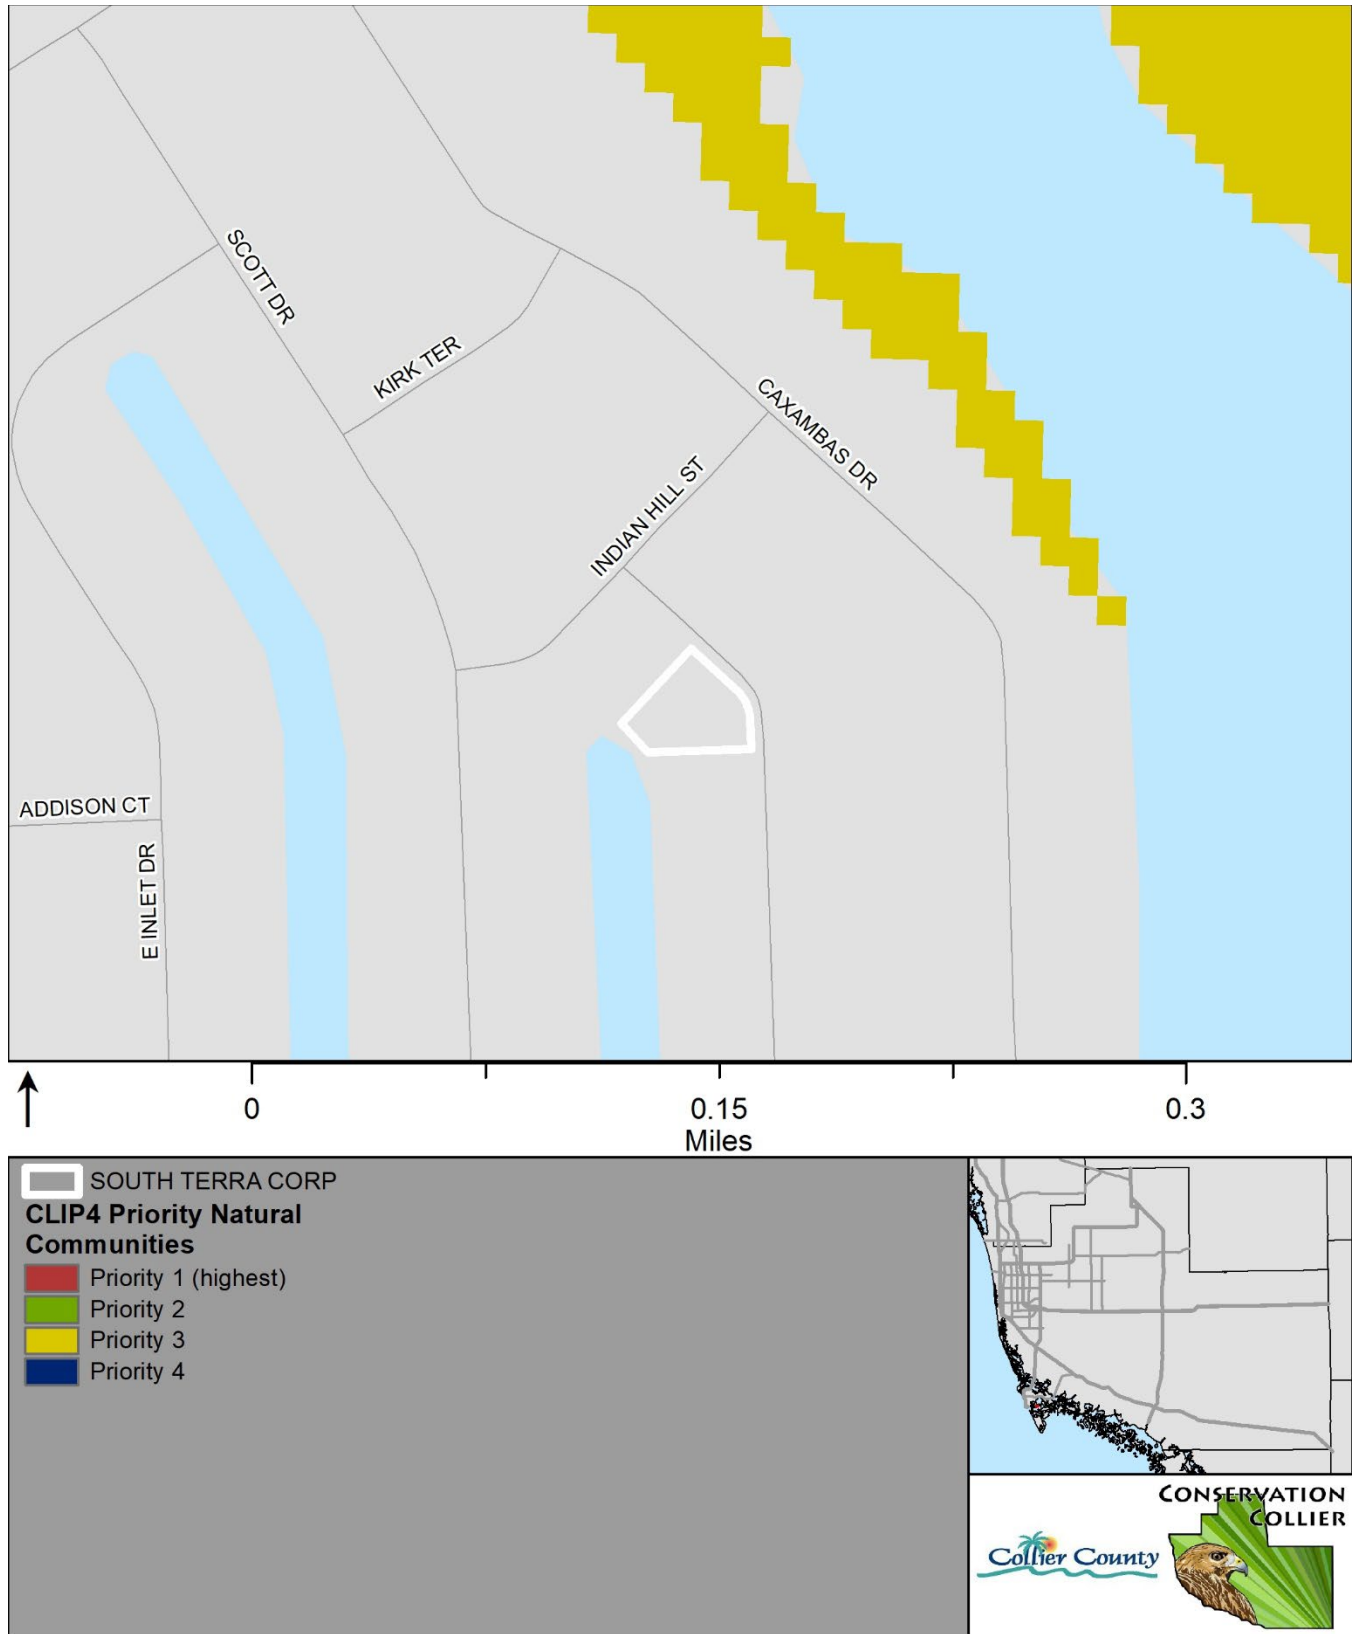 SCOTT DR
KIRK TER
CAXAMBAS DR
INDIAN HILL ST
ADDISON CT
E INLET DR
0
0.15
0.3
Miles
SOUTH TERRA CORP
CLIP4 Priority Natural
Communities
Priority 1 (highest)
Priority 2
Priority 3
Priority 4
CONSERVATION
COLLIER
Collier County